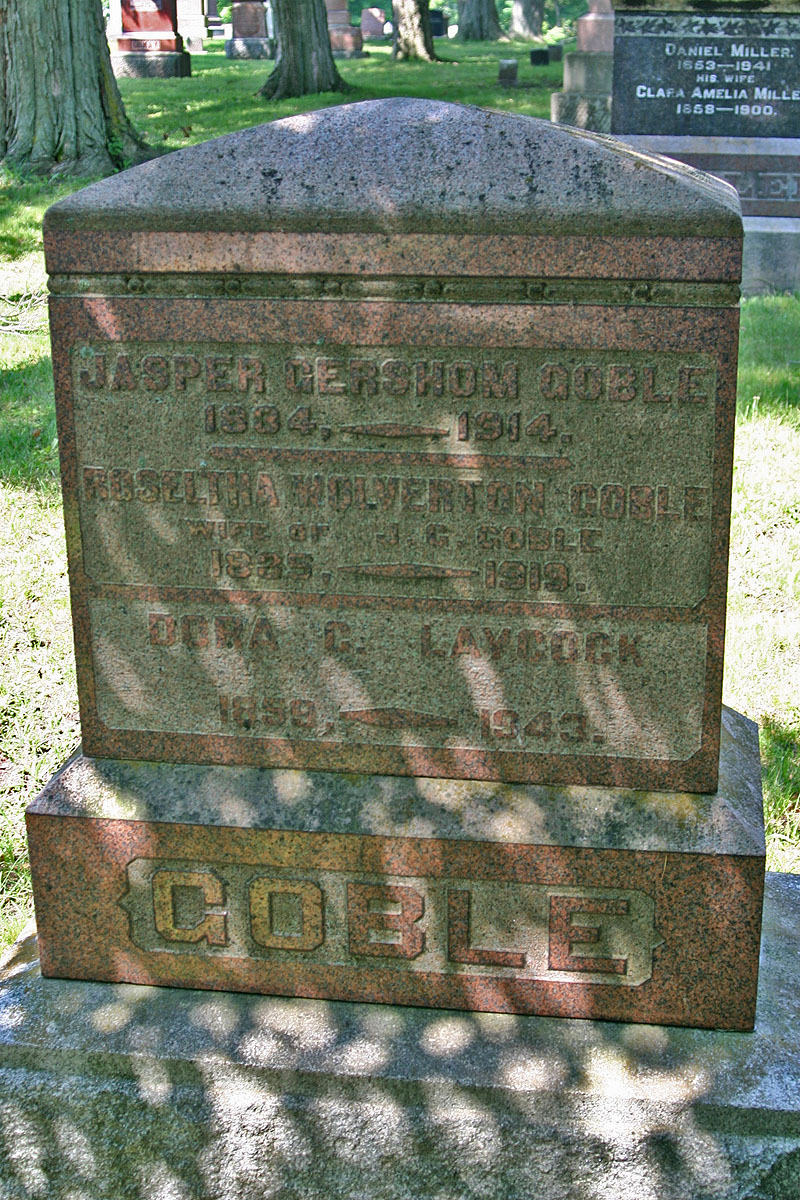 DANIEL MILLER.
1853–1941
HIS WIFE
CLARA AMELIA MILLE
1858–1900.
JASPER GERSHOM GOBLE
1834, 1914.
ROSELTHA WOLVERTON GOBLE
WIFE OF J. G. GOBLE
1835, 1919.
DORA C. LAYCOCK
1859, 1943.
GOBLE